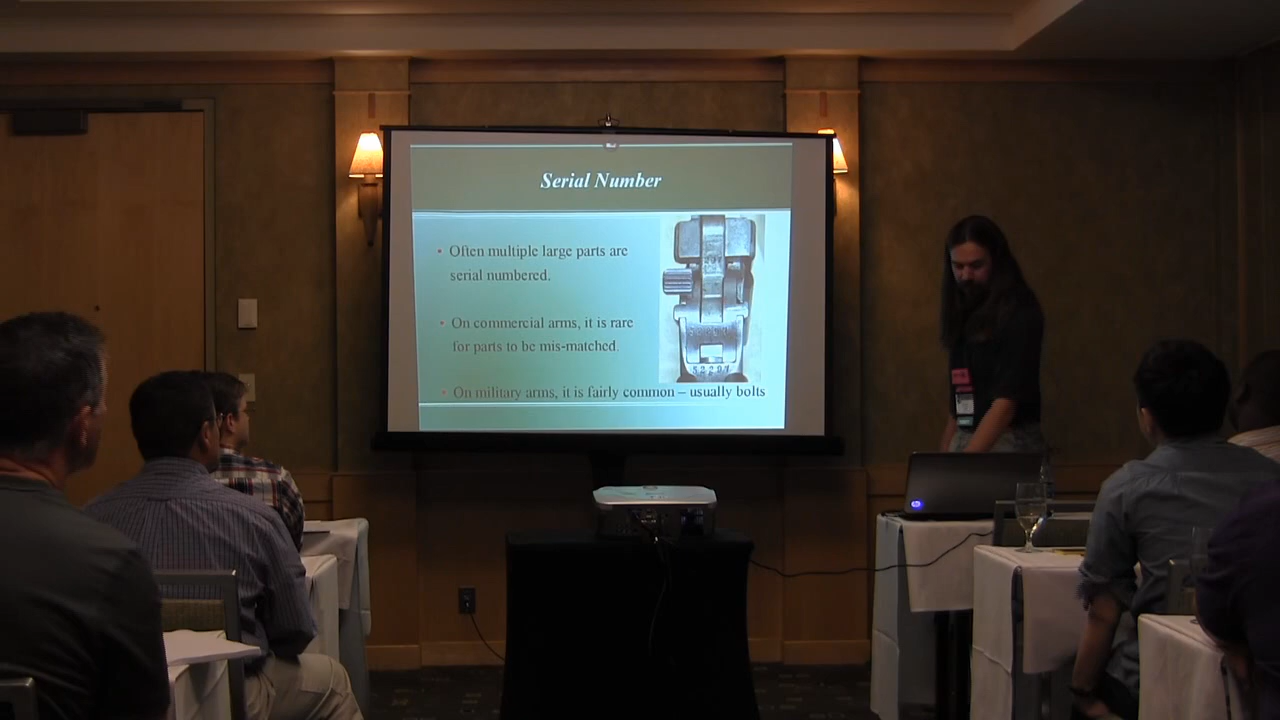 Serial Number
• Often multiple large parts are
serial numbered.
• On commercial arms, it is rare
for parts to be mis-matched.
• On military arms, it is fairly common – usually bolts